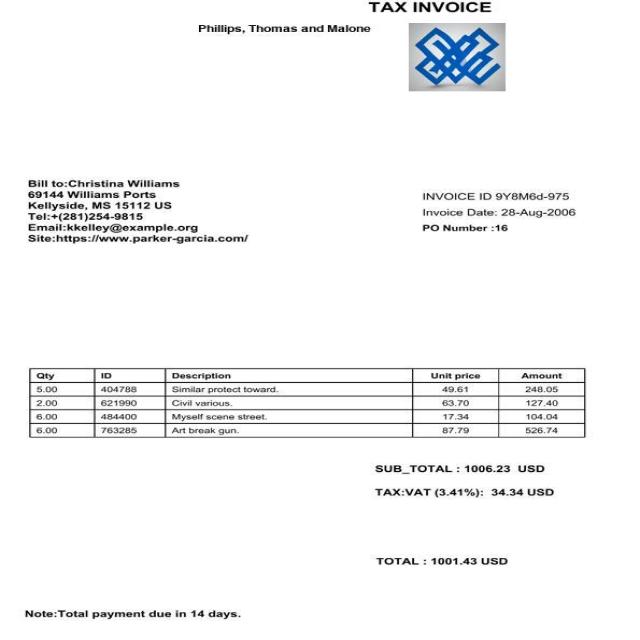 TAX INVOICE
Phillips, Thomas and Malone
Bill to:Christina Williams
69144 Williams Ports
Kellyside, MS 15112 US
Tel:+(281)254-9815
Email:kkelley@example.org
Site:https://www.parker-garcia.com/
INVOICE ID 9Y8M6d-975
Invoice Date: 28-Aug-2006
PO Number :16
Qty ID Description Unit price Amount
5.00 404788 Similar protect toward. 49.61 248.05
2.00 621990 Civil various. 63.70 127.40
6.00 484400 Myself scene street. 17.34 104.04
6.00 763285 Art break gun. 87.79 526.74
SUB_TOTAL : 1006.23 USD
TAX:VAT (3.41%): 34.34 USD
TOTAL : 1001.43 USD
Note:Total payment due in 14 days.